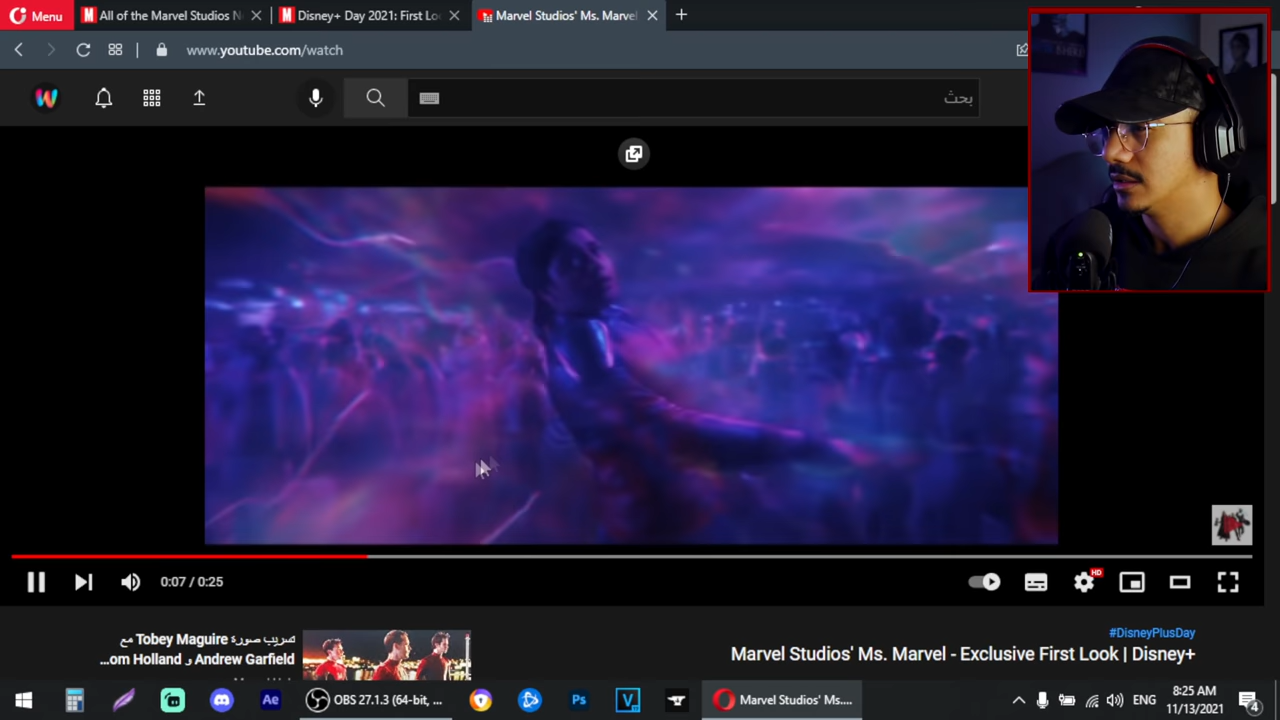 Menu
All of the Marvel Studios N
Disney+ Day 2021: First Lo
Marvel Studios' Ms. Marvel
www.youtube.com/watch
بحث
0:07 / 0:25
HD
تسريب صورة Tobey Maguire مع
...om Holland و Andrew Garfield
#DisneyPlusDay
Marvel Studios' Ms. Marvel - Exclusive First Look | Disney+
OBS 27.1.3 (64-bit, ...
Marvel Studios' Ms....
ENG
8:25 AM
11/13/2021
4